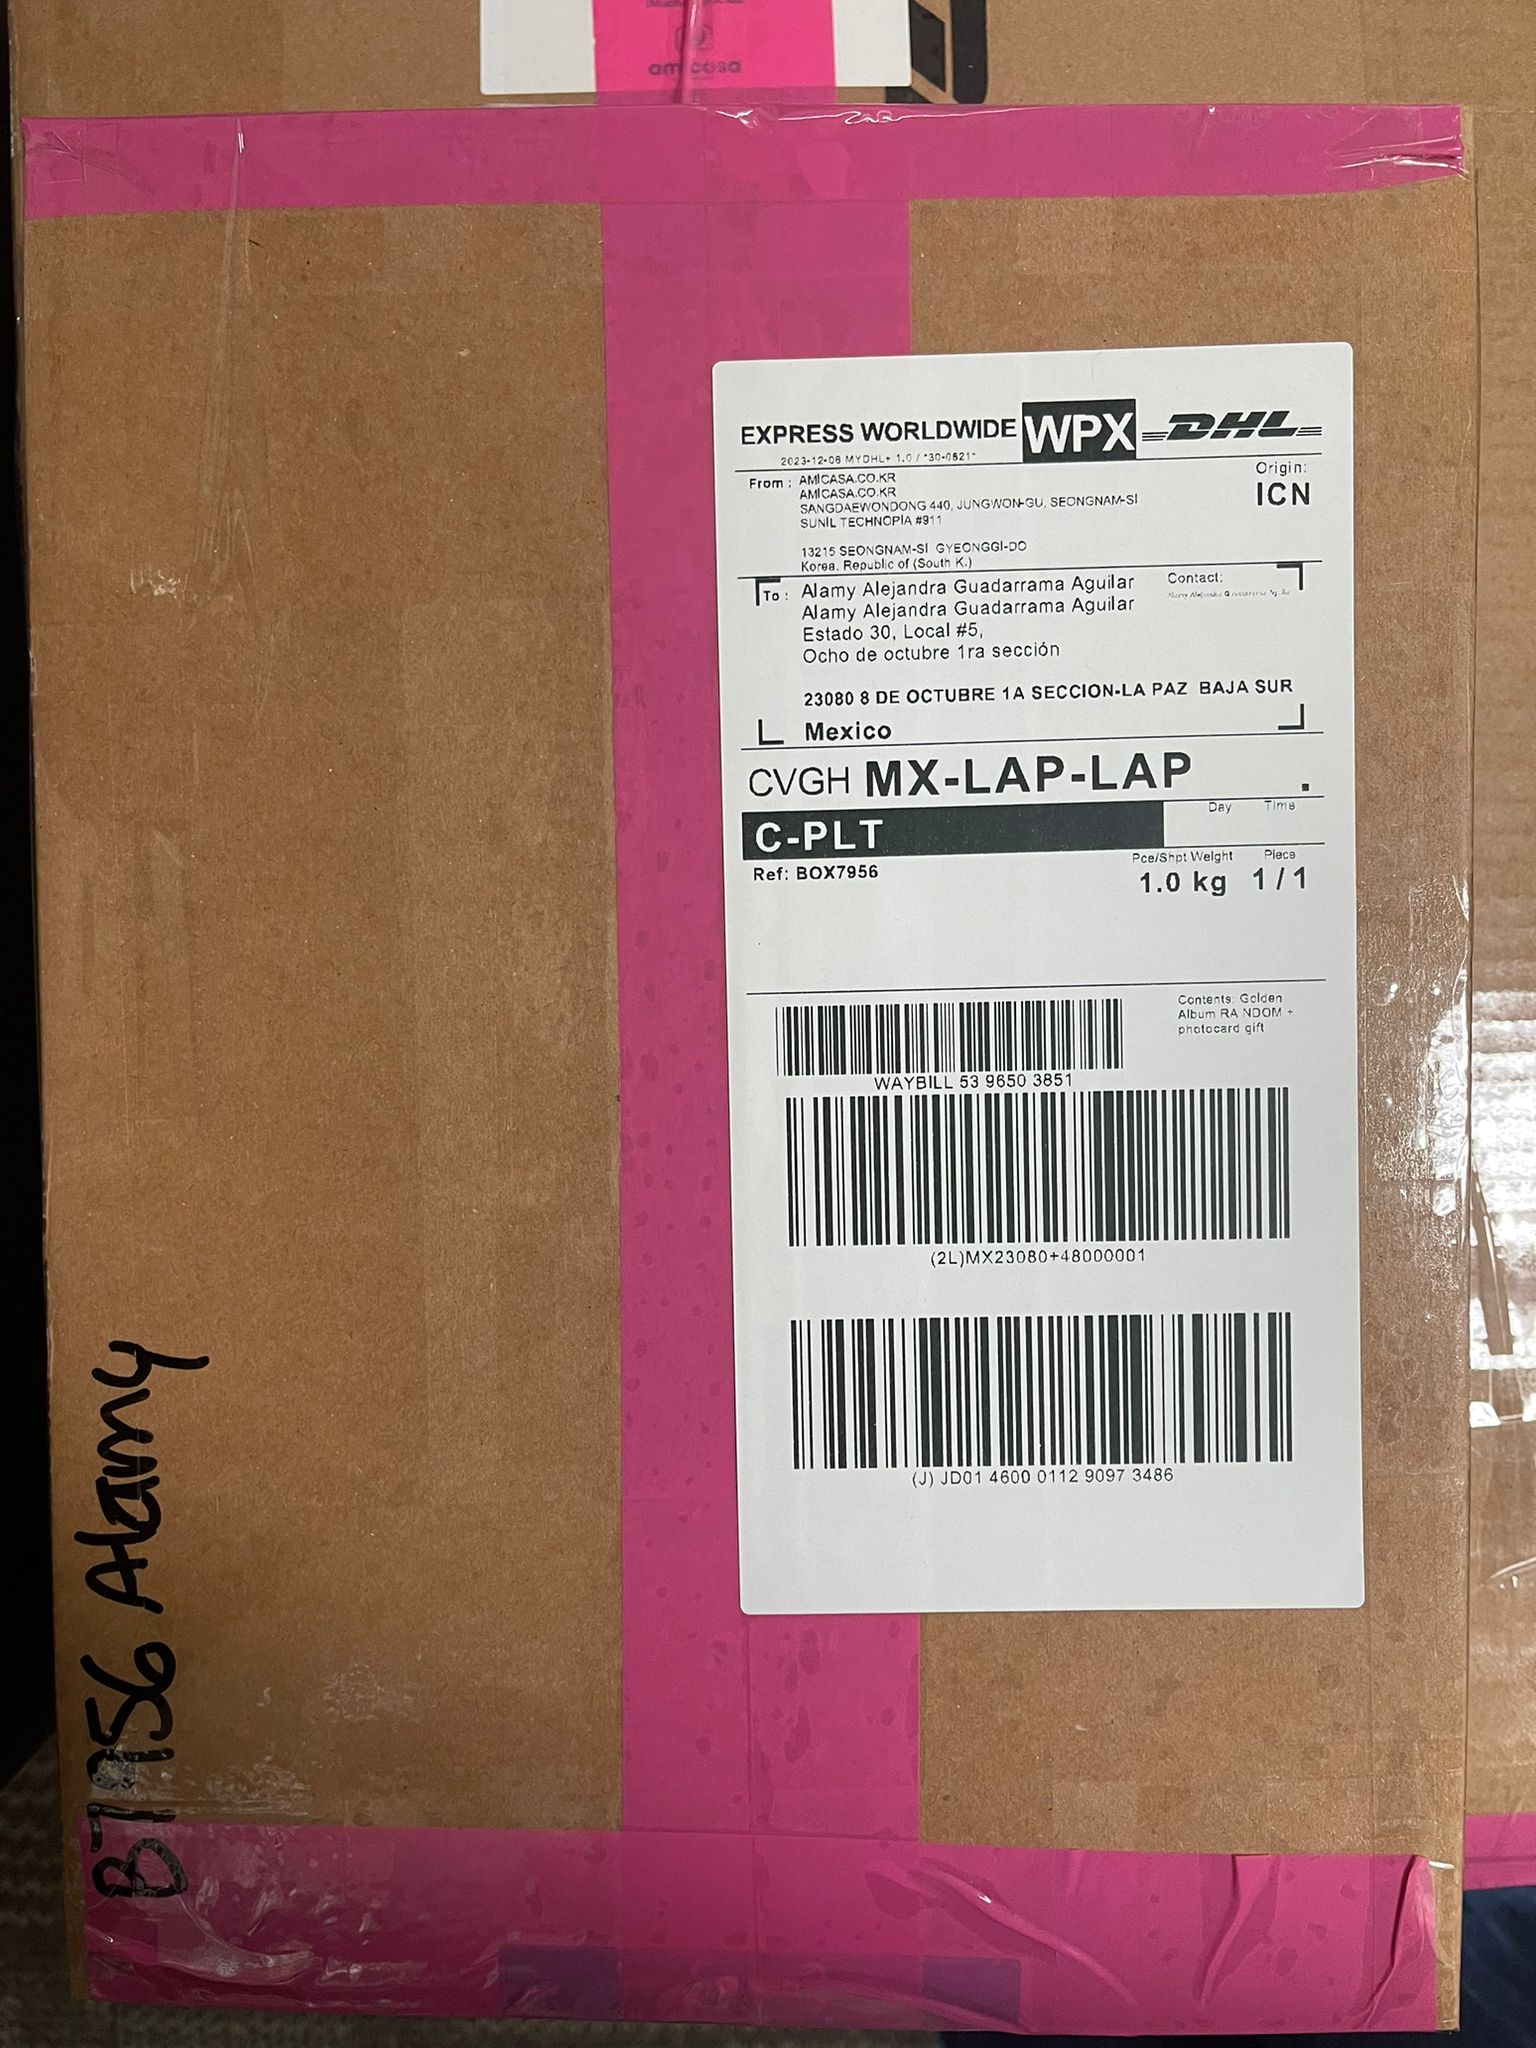 amicasa
EXPRESS WORLDWIDE WPX DHL
2023-12-06 MYDHL+ 1.0 / *30-0821*
From : AMICASA.CO.KR
AMICASA.CO.KR
SANGDAEWONDONG 440, JUNGWON-GU, SEONGNAM-SI
SUNIL TECHNOPIA #911
13215 SEONGNAM-SI GYEONGGI-DO
Korea, Republic of (South K.)
Origin:
ICN
To : Alamy Alejandra Guadarrama Aguilar
Alamy Alejandra Guadarrama Aguilar
Estado 30, Local #5,
Ocho de octubre 1ra sección
23080 8 DE OCTUBRE 1A SECCION-LA PAZ BAJA SUR
Mexico
Contact:
Alamy Alejandra Guadarrama
CVGH MX-LAP-LAP .
C-PLT
Day Time
Ref: BOX7956
Pce/Shpt Weight Piece
1.0 kg 1 / 1
Contents: Golden
Album RA NDOM +
photocard gift
WAYBILL 53 9650 3851
(2L)MX23080+48000001
(J) JD01 4600 0112 9097 3486
B7956 Alamy